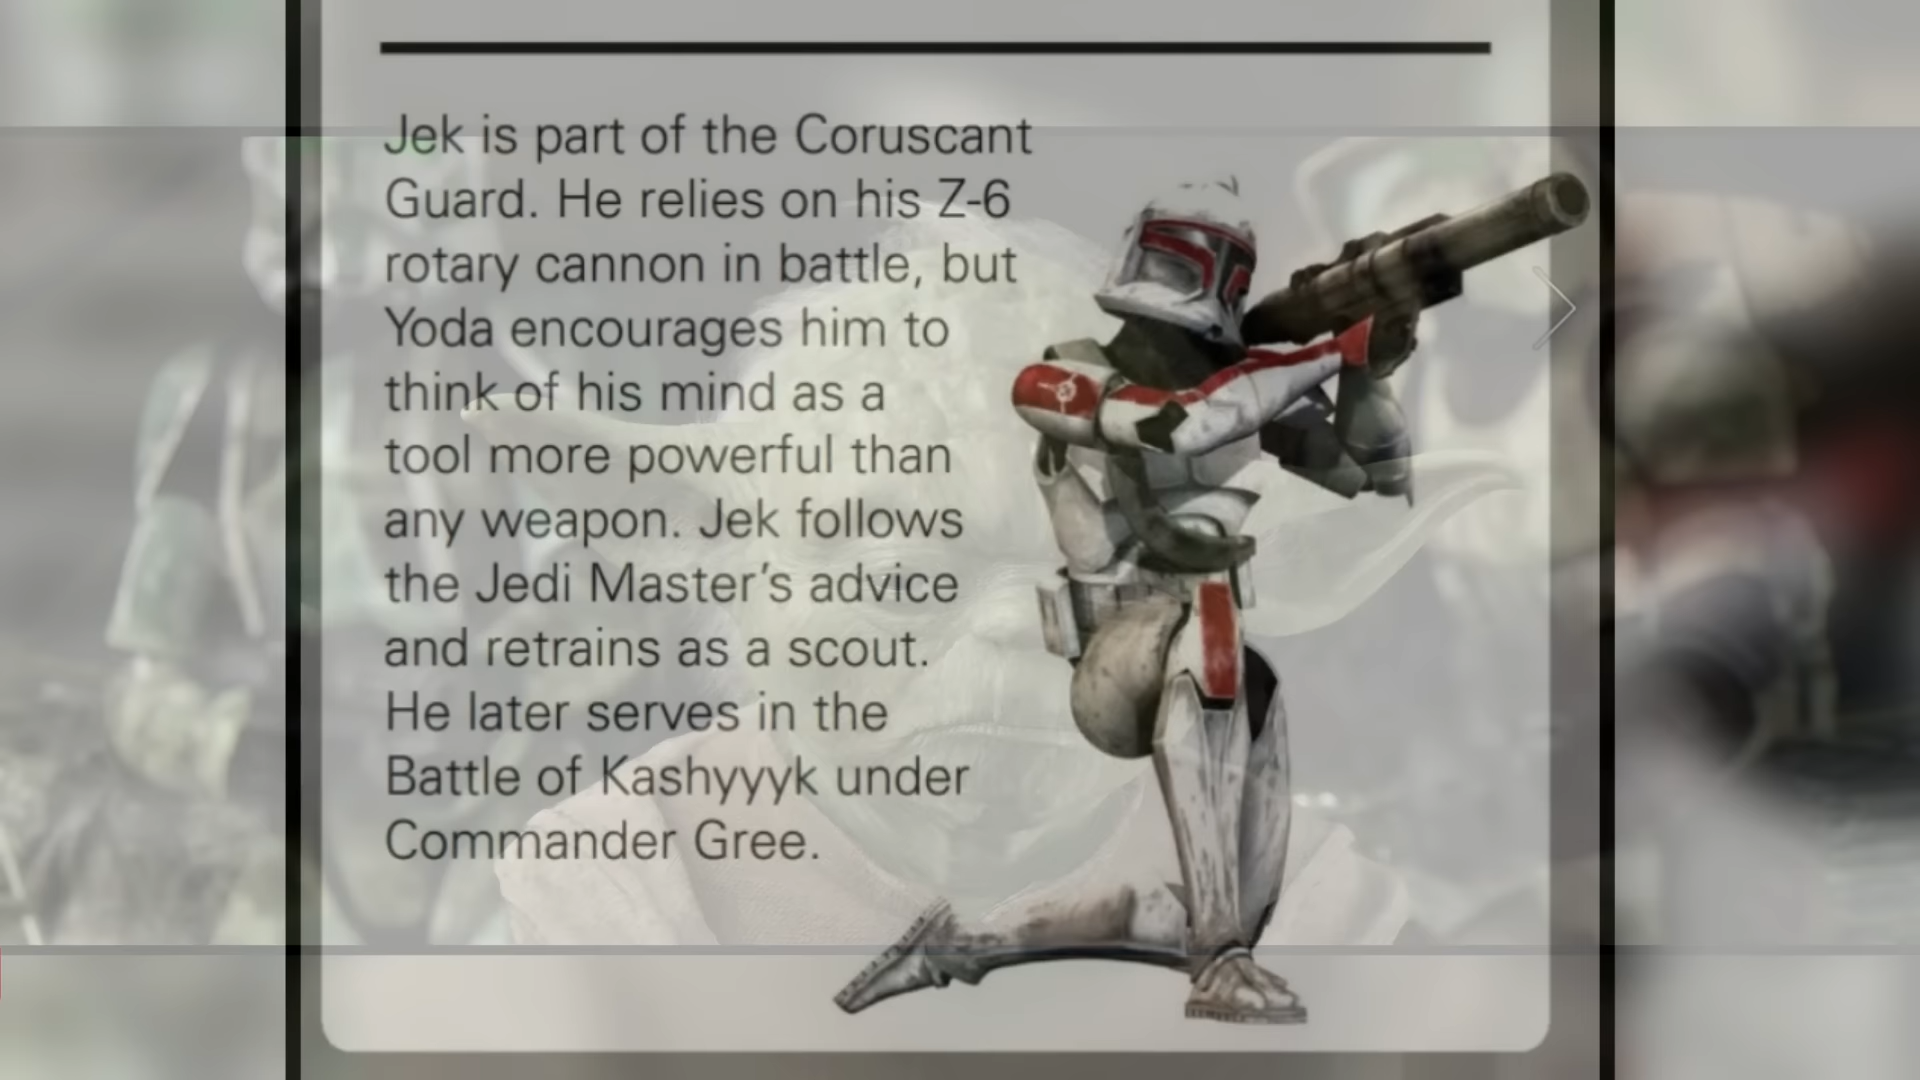 Jek is part of the Coruscant
Guard. He relies on his Z-6
rotary cannon in battle, but
Yoda encourages him to
think of his mind as a
tool more powerful than
any weapon. Jek follows
the Jedi Master’s advice
and retrains as a scout.
He later serves in the
Battle of Kashyyyk under
Commander Gree.